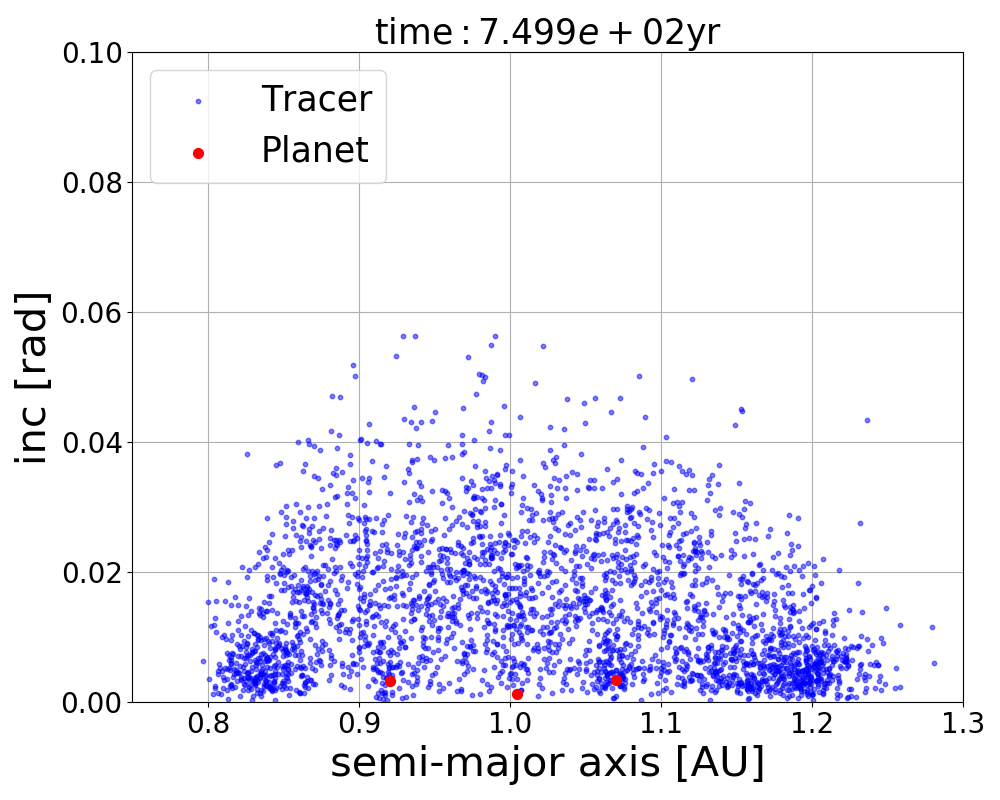 time : 7.499e + 02yr
0.10
0.08
0.06
0.04
0.02
0.00
inc [rad]
Tracer
Planet
0.8 0.9 1.0 1.1 1.2 1.3
semi-major axis [AU]